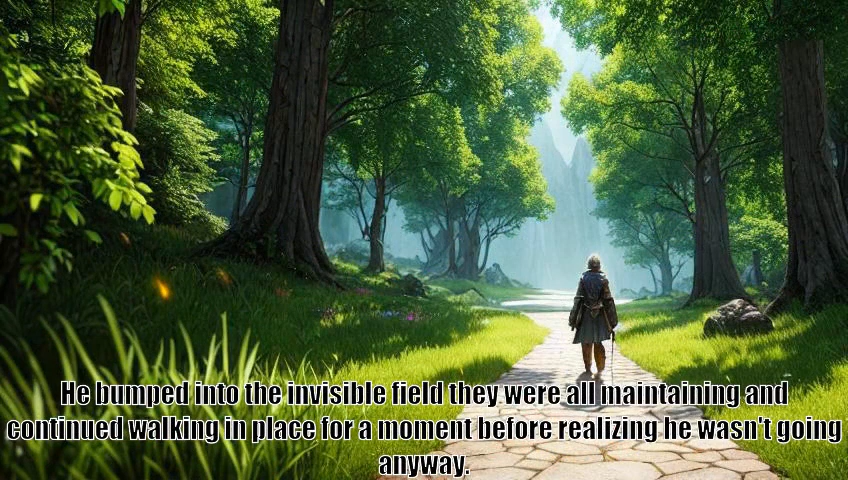 He bumped into the invisible field they were all maintaining and
continued walking in place for a moment before realizing he wasn't going
anyway.